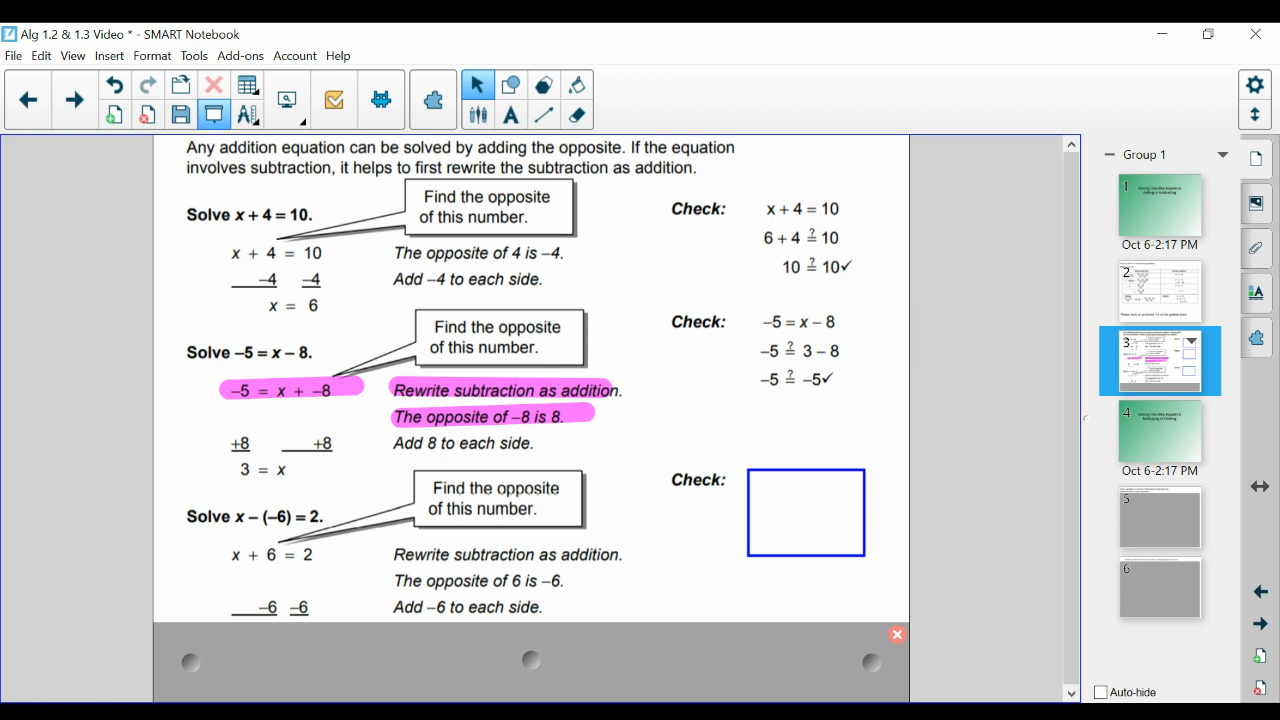 Alg 1.2 & 1.3 Video * - SMART Notebook
File Edit View Insert Format Tools Add-ons Account Help
Any addition equation can be solved by adding the opposite. If the equation
involves subtraction, it helps to first rewrite the subtraction as addition.
Find the opposite
of this number.
Solve x + 4 = 10.
x + 4 = 10 The opposite of 4 is –4.
–4 –4 Add –4 to each side.
x = 6
Check: x + 4 = 10
6 + 4 ≟ 10
10 ≟ 10✓
Find the opposite
of this number.
Solve –5 = x – 8.
–5 = x + –8 Rewrite subtraction as addition.
The opposite of –8 is 8.
+8 +8 Add 8 to each side.
3 = x
Check: –5 = x – 8
–5 ≟ 3 – 8
–5 ≟ –5✓
Find the opposite
of this number.
Solve x – (–6) = 2.
x + 6 = 2 Rewrite subtraction as addition.
The opposite of 6 is –6.
–6 –6 Add –6 to each side.
Check:
Group 1
1
Oct 6-2:17 PM
2
3
4
Oct 6-2:17 PM
5
6
Auto-hide